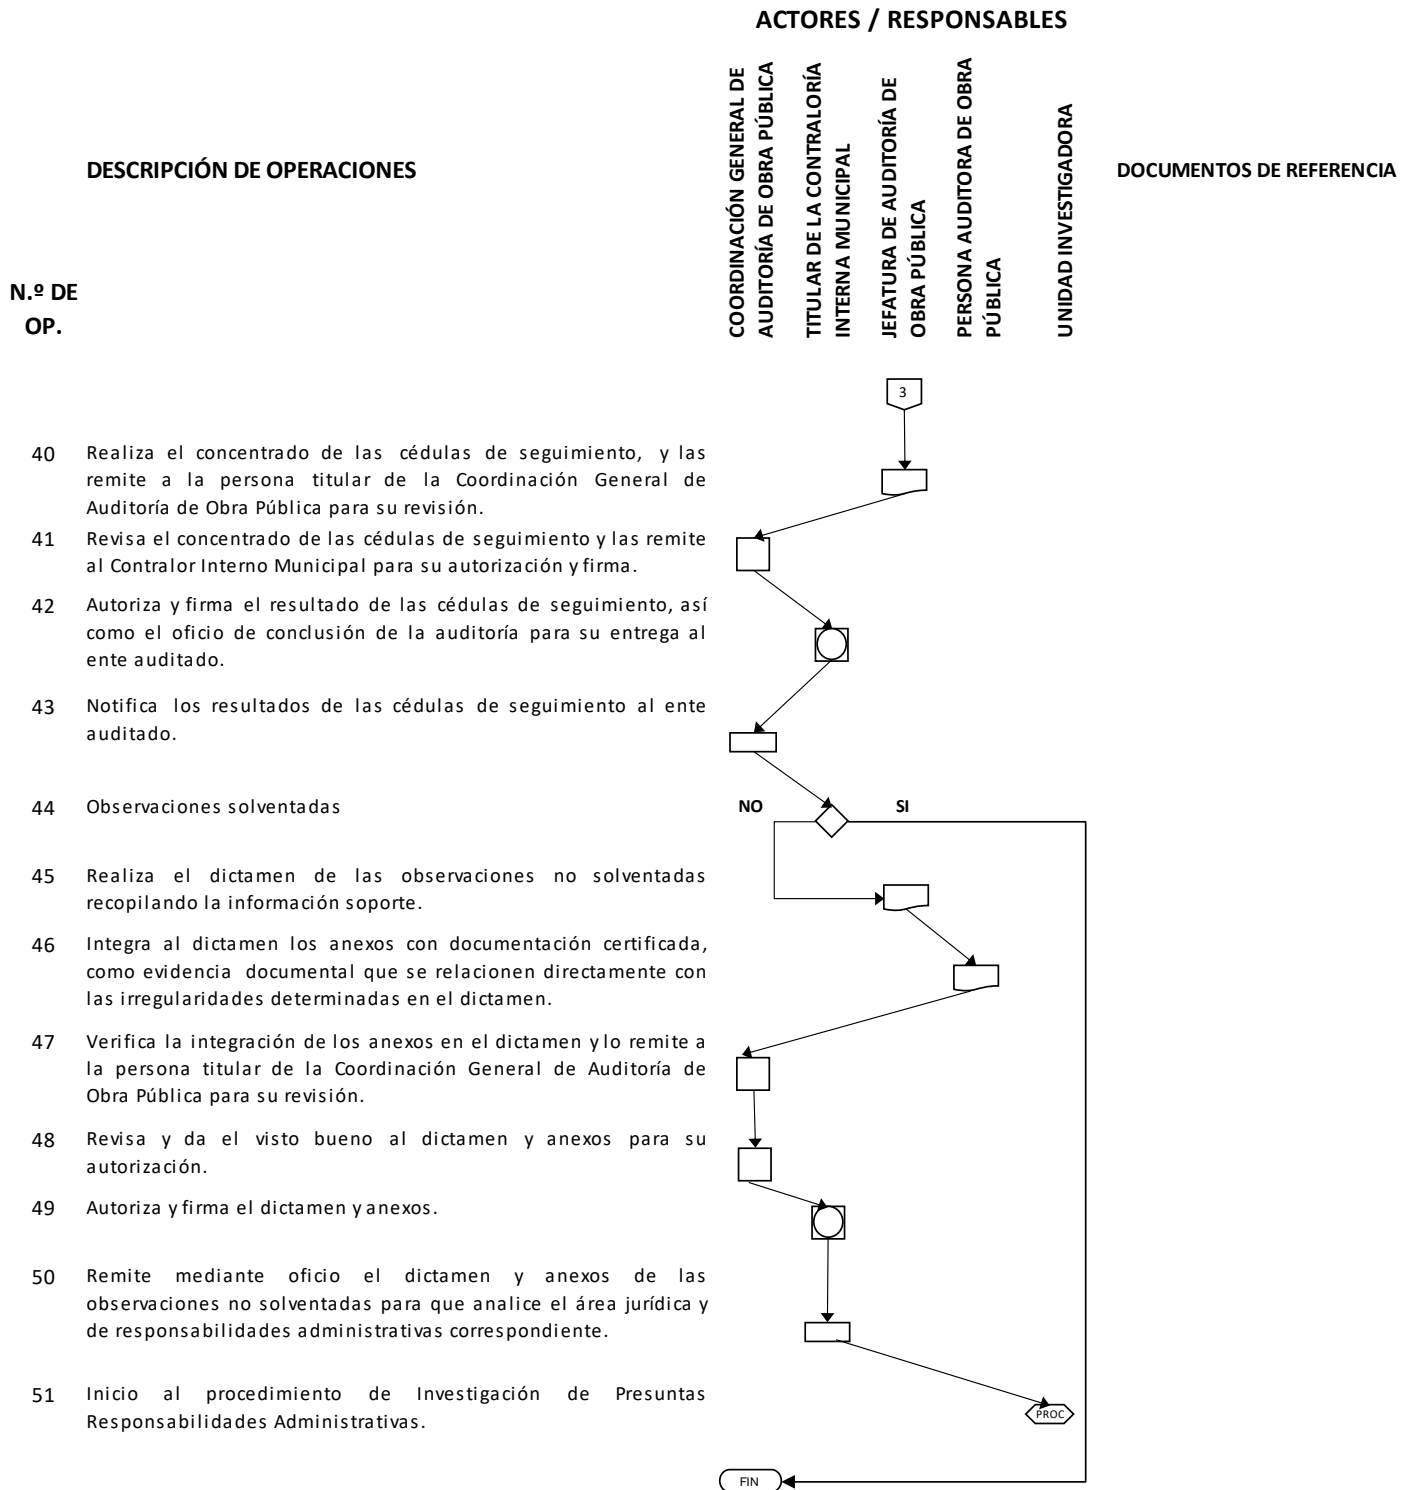 ACTORES / RESPONSABLES
DESCRIPCIÓN DE OPERACIONES
COORDINACIÓN GENERAL DE
AUDITORÍA DE OBRA PÚBLICA
TITULAR DE LA CONTRALORÍA
INTERNA MUNICIPAL
JEFATURA DE AUDITORÍA DE
OBRA PÚBLICA
PERSONA AUDITORA DE OBRA
PÚBLICA
UNIDAD INVESTIGADORA
DOCUMENTOS DE REFERENCIA
N.º DE
OP.
3
40 Realiza el concentrado de las cédulas de seguimiento, y las
remite a la persona titular de la Coordinación General de
Auditoría de Obra Pública para su revisión.
41 Revisa el concentrado de las cédulas de seguimiento y las remite
al Contralor Interno Municipal para su autorización y firma.
42 Autoriza y firma el resultado de las cédulas de seguimiento, así
como el oficio de conclusión de la auditoría para su entrega al
ente auditado.
43 Notifica los resultados de las cédulas de seguimiento al ente
auditado.
44 Observaciones solventadas
NO
SI
45 Realiza el dictamen de las observaciones no solventadas
recopilando la información soporte.
46 Integra al dictamen los anexos con documentación certificada,
como evidencia documental que se relacionen directamente con
las irregularidades determinadas en el dictamen.
47 Verifica la integración de los anexos en el dictamen y lo remite a
la persona titular de la Coordinación General de Auditoría de
Obra Pública para su revisión.
48 Revisa y da el visto bueno al dictamen y anexos para su
autorización.
49 Autoriza y firma el dictamen y anexos.
50 Remite mediante oficio el dictamen y anexos de las
observaciones no solventadas para que analice el área jurídica y
de responsabilidades administrativas correspondiente.
51 Inicio al procedimiento de Investigación de Presuntas
Responsabilidades Administrativas.
PROC
FIN